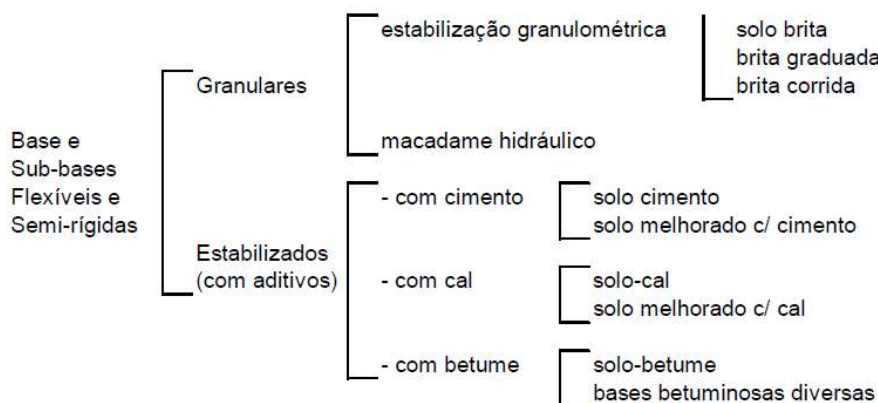 estabilização granulométrica
solo brita
brita graduada
brita corrida
Granulares
macadame hidráulico
Base e
Sub-bases
Flexíveis e
Semi-rígidas
- com cimento
solo cimento
solo melhorado c/ cimento
Estabilizados
(com aditivos)
- com cal
solo-cal
solo melhorado c/ cal
- com betume
solo-betume
bases betuminosas diversas